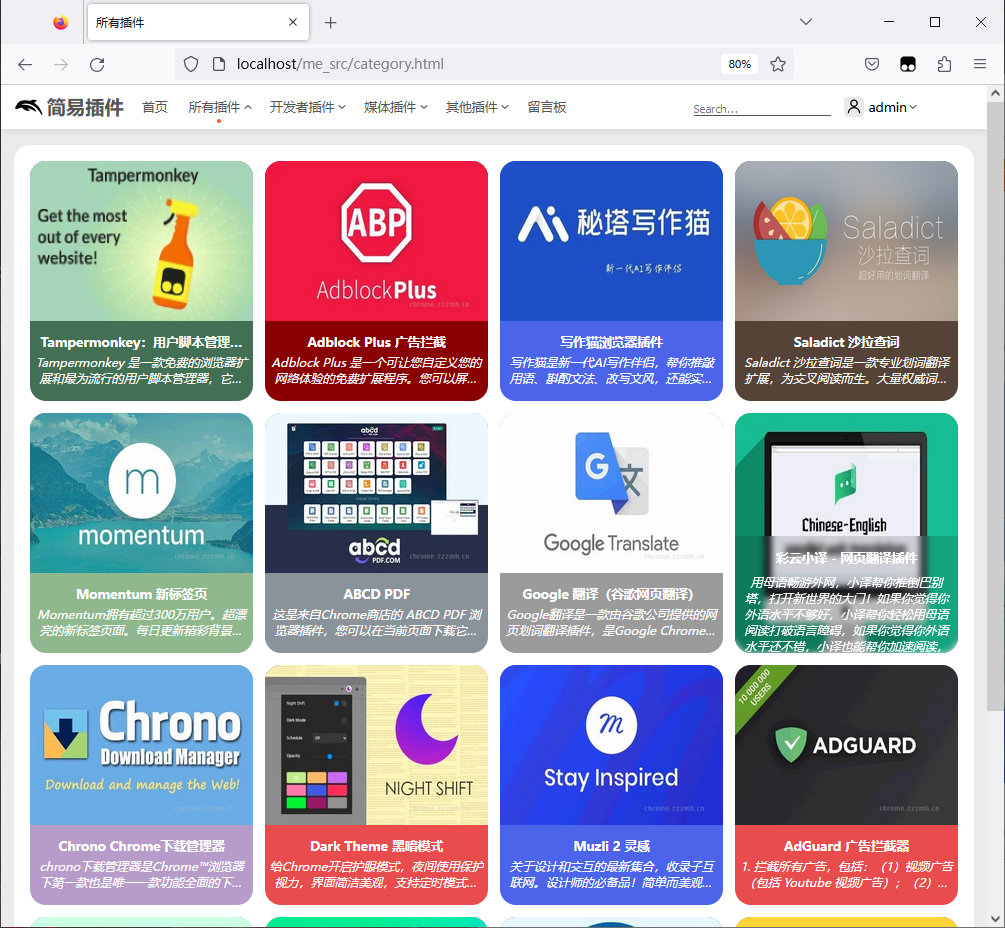 所有插件
localhost/me_src/category.html
80%
简易插件
首页
所有插件
开发者插件
媒体插件
其他插件
留言板
Search...
admin
Tampermonkey
Get the most
out of every
website!
Tampermonkey：用户脚本管理...
Tampermonkey 是一款免费的浏览器扩
展和最为流行的用户脚本管理器，它...
ABP
Adblock Plus
chrome.zzzmh.cn
Adblock Plus 广告拦截
Adblock Plus 是一个可让您自定义您的
网络体验的免费扩展程序。您可以屏...
秘塔写作猫
新一代AI写作伴侣
写作猫浏览器插件
写作猫是新一代AI写作伴侣，帮你推敲
用语、斟酌文法、改写文风，还能实...
Saladict
沙拉查词
超好用的划词翻译
Saladict 沙拉查词
Saladict 沙拉查词是一款专业划词翻译
扩展，为交叉阅读而生。大量权威词...
m
momentum
chrome.zzzmh.cn
Momentum 新标签页
Momentum拥有超过300万用户。超漂
亮的新标签页面。每日更新精彩背景...
abcd
abcd
PDF.COM
chrome.zzzmh.cn
ABCD PDF
这是来自Chrome商店的 ABCD PDF 浏
览器插件，您可以在当前页面下载它...
G
文
Google Translate
chrome.zzzmh.cn
Google 翻译（谷歌网页翻译）
Google翻译是一款由谷歌公司提供的网
页划词翻译插件，是Google Chrome...
Chinese-English
彩云小译 - 网页翻译插件
用母语畅游外网，小译帮你推倒巴别
塔，打开新世界的大门！如果你觉得你
外语水平不够好，小译帮你轻松用母语
阅读打破语言障碍，如果你觉得你外语
水平还不错，小译也能帮你加速阅读，
Chrono
Download Manager
Download and manage the Web!
chrome.zzzmh.cn
Chrono Chrome下载管理器
chrono下载管理器是Chrome™浏览器
下第一款也是唯一一款功能全面的下...
Night Shift
Dark Mode
Schedule
Off
Opacity
NIGHT SHIFT
chrome.zzzmh.cn
Dark Theme 黑暗模式
给Chrome开启护眼模式，夜间使用保护
视力，界面简洁美观，支持定时模式...
m
Stay Inspired
chrome.zzzmh.cn
Muzli 2 灵感
关于设计和交互的最新集合，收录子互
联网。设计师的必备品！简单而美观...
10 000 000
USERS
ADGUARD
chrome.zzzmh.cn
AdGuard 广告拦截器
1. 拦截所有广告，包括：（1）视频广告
（包括 Youtube 视频广告）；（2）...